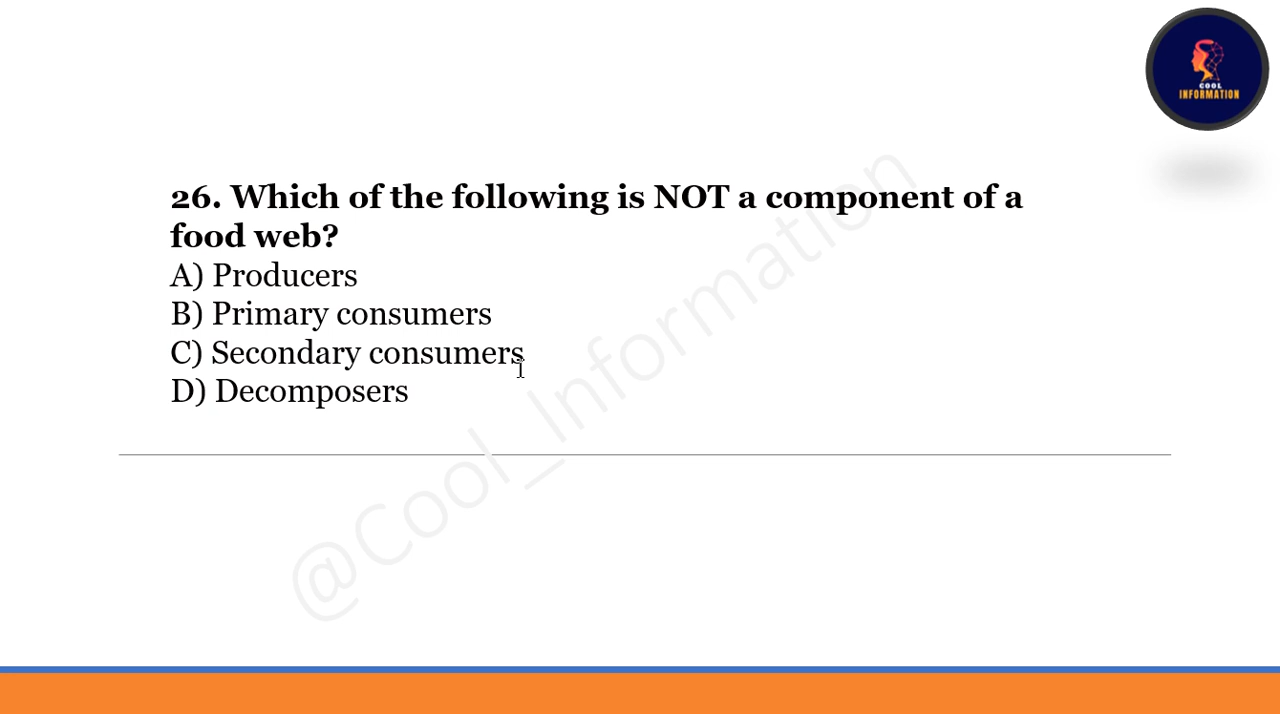 COOL
INFORMATION
26. Which of the following is NOT a component of a
food web?
A) Producers
B) Primary consumers
C) Secondary consumers
D) Decomposers
@Cool_Information